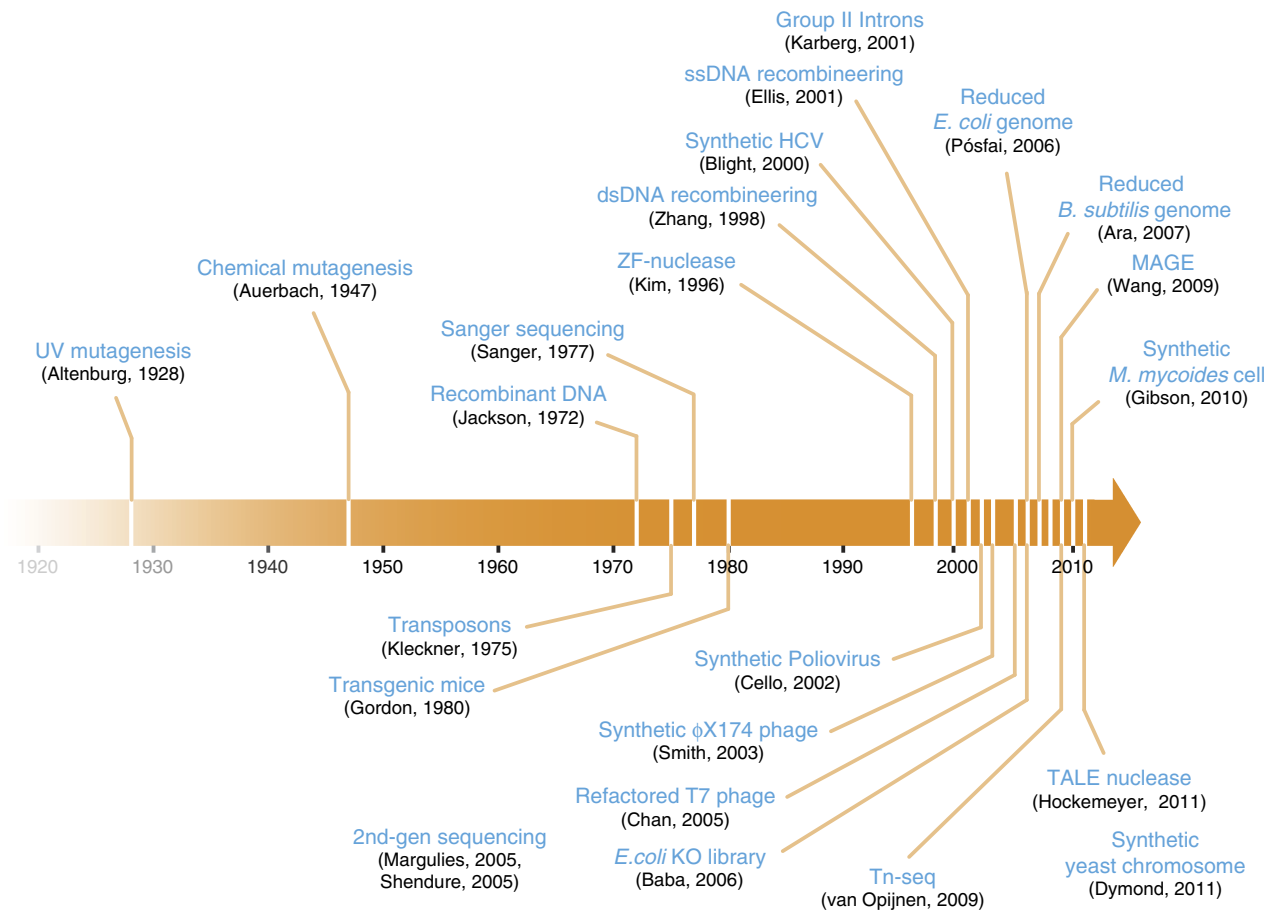 Group II Introns
(Karberg, 2001)
ssDNA recombineering
(Ellis, 2001)
Reduced
E. coli genome
(Pósfai, 2006)
Synthetic HCV
(Blight, 2000)
dsDNA recombineering
(Zhang, 1998)
Reduced
B. subtilis genome
(Ara, 2007)
Chemical mutagenesis
(Auerbach, 1947)
ZF-nuclease
(Kim, 1996)
MAGE
(Wang, 2009)
Sanger sequencing
(Sanger, 1977)
UV mutagenesis
(Altenburg, 1928)
Synthetic
M. mycoides cell
(Gibson, 2010)
Recombinant DNA
(Jackson, 1972)
1920 1930 1940 1950 1960 1970 1980 1990 2000 2010
Transposons
(Kleckner, 1975)
Transgenic mice
(Gordon, 1980)
Synthetic Poliovirus
(Cello, 2002)
Synthetic ϕX174 phage
(Smith, 2003)
Refactored T7 phage
(Chan, 2005)
TALE nuclease
(Hockemeyer, 2011)
2nd-gen sequencing
(Margulies, 2005,
Shendure, 2005)
E.coli KO library
(Baba, 2006)
Tn-seq
(van Opijnen, 2009)
Synthetic
yeast chromosome
(Dymond, 2011)